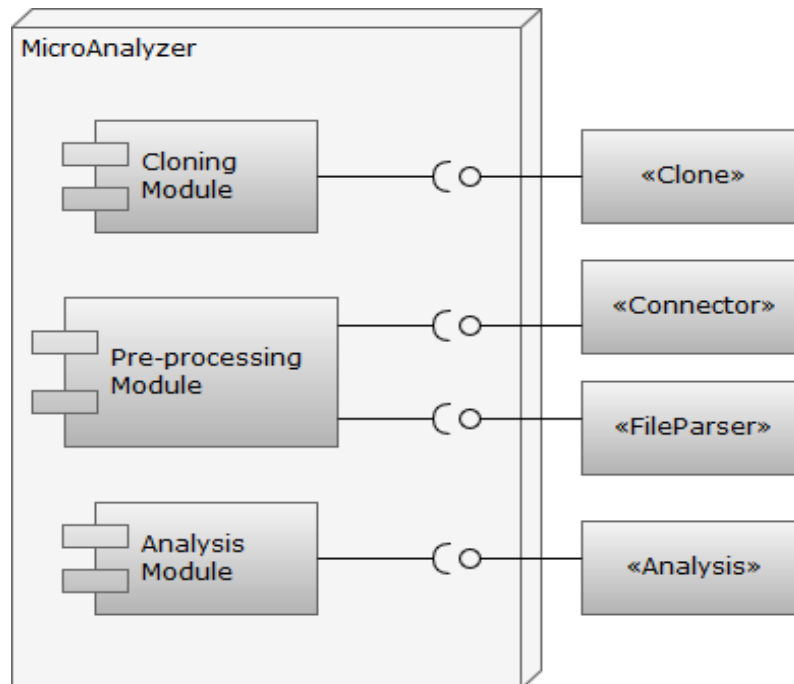 MicroAnalyzer
Cloning
Module
«Clone»
Pre-processing
Module
«Connector»
«FileParser»
Analysis
Module
«Analysis»